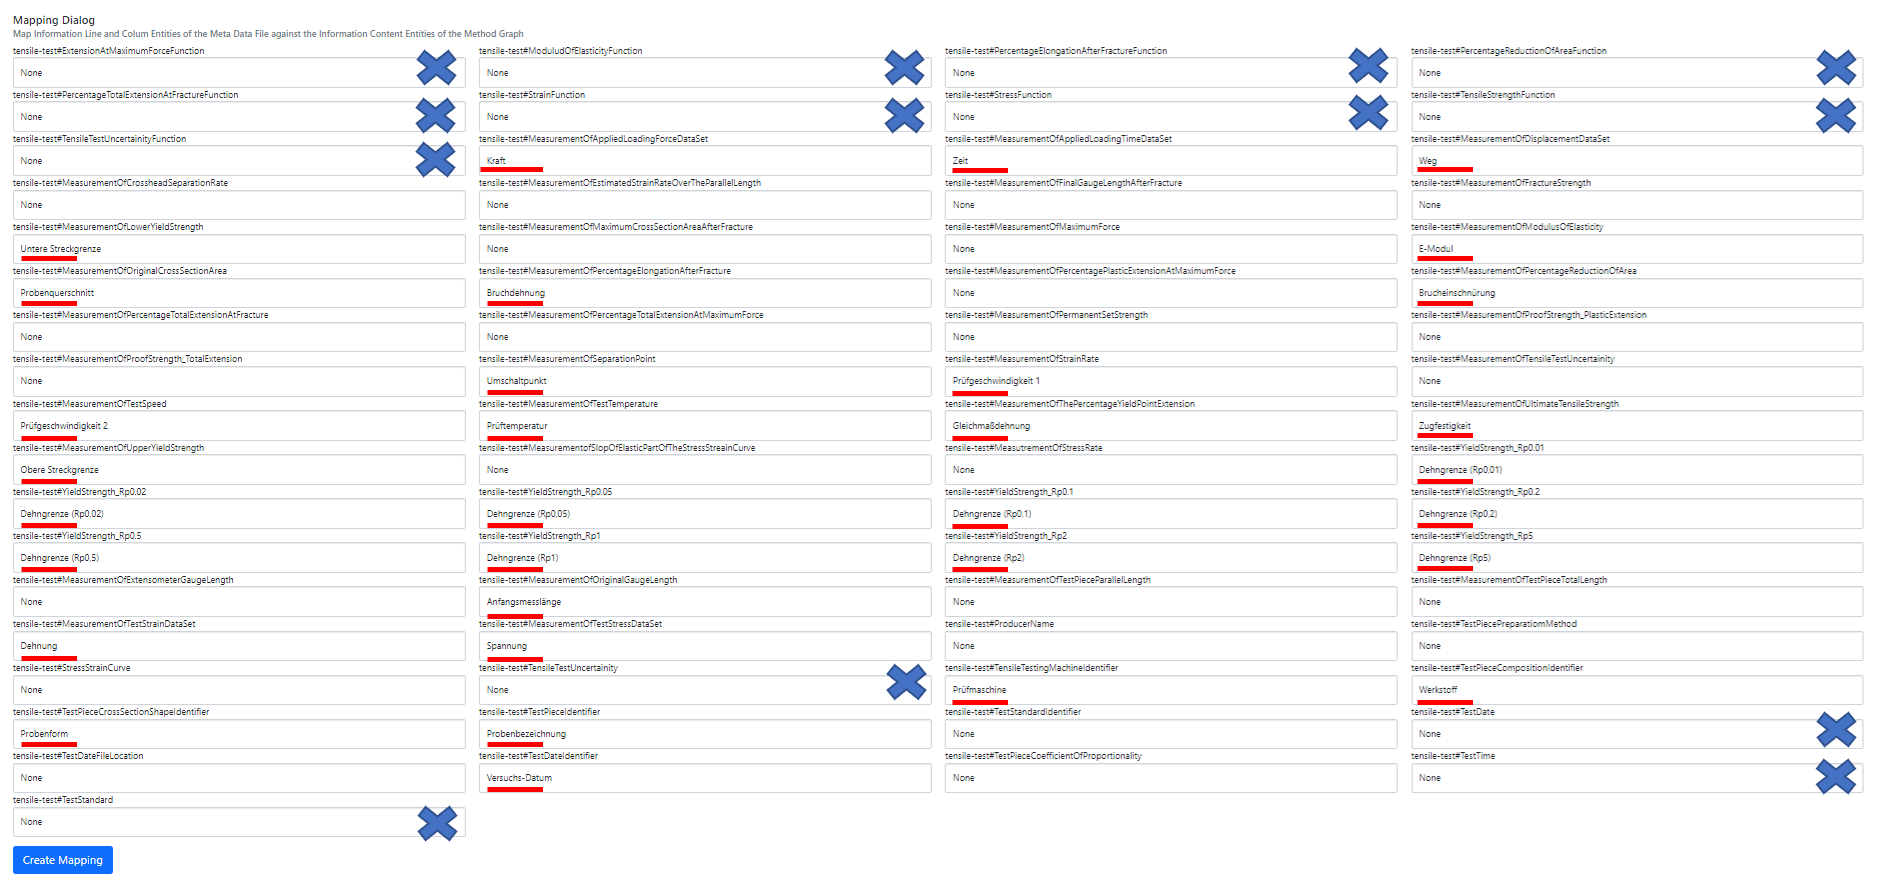 Mapping Dialog
Map Information Line and Colum Entities of the Meta Data File against the Information Content Entities of the Method Graph
tensile-test#ExtensionAtMaximumForceFunction tensile-test#ModuludOfElasticityFunction tensile-test#PercentageElongationAfterFractureFunction tensile-test#PercentageReductionOfAreaFunction
None None None None
tensile-test#PercentageTotalExtensionAtFractureFunction tensile-test#StrainFunction tensile-test#StressFunction tensile-test#TensileStrengthFunction
None None None None
tensile-test#TensileTestUncertainityFunction tensile-test#MeasurementOfAppliedLoadingForceDataSet tensile-test#MeasurementOfAppliedLoadingTimeDataSet tensile-test#MeasurementOfDisplacementDataSet
None Kraft Zeit Weg
tensile-test#MeasurementOfCrossheadSeparationRate tensile-test#MeasurementOfEstimatedStrainRateOverTheParallelLength tensile-test#MeasurementOfFinalGaugeLengthAfterFracture tensile-test#MeasurementOfFractureStrength
None None None None
tensile-test#MeasurementOfLowerYieldStrength tensile-test#MeasurementOfMaximumCrossSectionAreaAfterFracture tensile-test#MeasurementOfMaximumForce tensile-test#MeasurementOfModulusOfElasticity
Untere Streckgrenze None None E-Modul
tensile-test#MeasurementOfOriginalCrossSectionArea tensile-test#MeasurementOfPercentageElongationAfterFracture tensile-test#MeasurementOfPercentagePlasticExtensionAtMaximumForce tensile-test#MeasurementOfPercentageReductionOfArea
Probenquerschnitt Bruchdehnung None Brucheinschnürung
tensile-test#MeasurementOfPercentageTotalExtensionAtFracture tensile-test#MeasurementOfPercentageTotalExtensionAtMaximumForce tensile-test#MeasurementOfPermanentSetStrength tensile-test#MeasurementOfProofStrength_PlasticExtension
None None None None
tensile-test#MeasurementOfProofStrength_TotalExtension tensile-test#MeasurementOfSeparationPoint tensile-test#MeasurementOfStrainRate tensile-test#MeasurementOfTensileTestUncertainity
None Umschaltpunkt Prüfgeschwindigkeit 1 None
tensile-test#MeasurementOfTestSpeed tensile-test#MeasurementOfTestTemperature tensile-test#MeasurementOfThePercentageYieldPointExtension tensile-test#MeasurementOfUltimateTensileStrength
Prüfgeschwindigkeit 2 Prüftemperatur Gleichmaßdehnung Zugfestigkeit
tensile-test#MeasurementOfUpperYieldStrength tensile-test#MeasurementofSlopOfElasticPartOfTheStressStreainCurve tensile-test#MeasutrementOfStressRate tensile-test#YieldStrength_Rp0.01
Obere Streckgrenze None None Dehngrenze (Rp0,01)
tensile-test#YieldStrength_Rp0.02 tensile-test#YieldStrength_Rp0.05 tensile-test#YieldStrength_Rp0.1 tensile-test#YieldStrength_Rp0.2
Dehngrenze (Rp0,02) Dehngrenze (Rp0,05) Dehngrenze (Rp0,1) Dehngrenze (Rp0,2)
tensile-test#YieldStrength_Rp0.5 tensile-test#YieldStrength_Rp1 tensile-test#YieldStrength_Rp2 tensile-test#YieldStrength_Rp5
Dehngrenze (Rp0,5) Dehngrenze (Rp1) Dehngrenze (Rp2) Dehngrenze (Rp5)
tensile-test#MeasurementOfExtensometerGaugeLength tensile-test#MeasurementOfOriginalGaugeLength tensile-test#MeasurementOfTestPieceParallelLength tensile-test#MeasurementOfTestPieceTotalLength
None Anfangsmesslänge None None
tensile-test#MeasurementOfTestStrainDataSet tensile-test#MeasurementOfTestStressDataSet tensile-test#ProducerName tensile-test#TestPiecePreparatiomMethod
Dehnung Spannung None None
tensile-test#StressStrainCurve tensile-test#TensileTestUncertainity tensile-test#TensileTestingMachineIdentifier tensile-test#TestPieceCompositionIdentifier
None None Prüfmaschine Werkstoff
tensile-test#TestPieceCrossSectionShapeIdentifier tensile-test#TestPieceIdentifier tensile-test#TestStandardIdentifier tensile-test#TestDate
Probenform Probenbezeichnung None None
tensile-test#TestDateFileLocation tensile-test#TestDateIdentifier tensile-test#TestPieceCoefficientOfProportionality tensile-test#TestTime
None Versuchs-Datum None None
tensile-test#TestStandard
None
Create Mapping